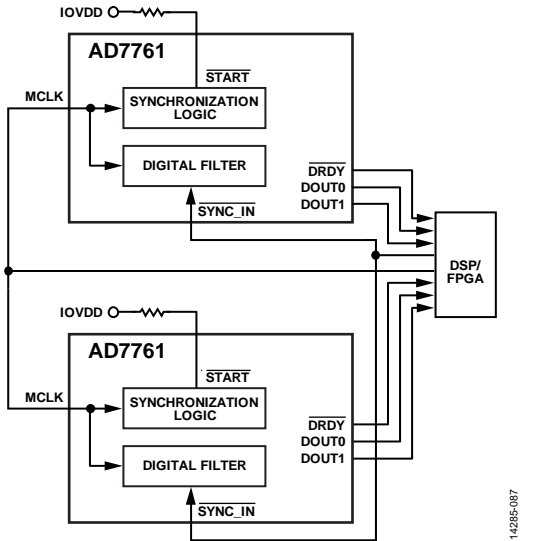 IOVDD
AD7761
START
MCLK
SYNCHRONIZATION
LOGIC
DIGITAL FILTER
DRDY
DOUT0
DOUT1
SYNC_IN
DSP/
FPGA
IOVDD
AD7761
START
MCLK
SYNCHRONIZATION
LOGIC
DRDY
DOUT0
DOUT1
DIGITAL FILTER
SYNC_IN
14285-087